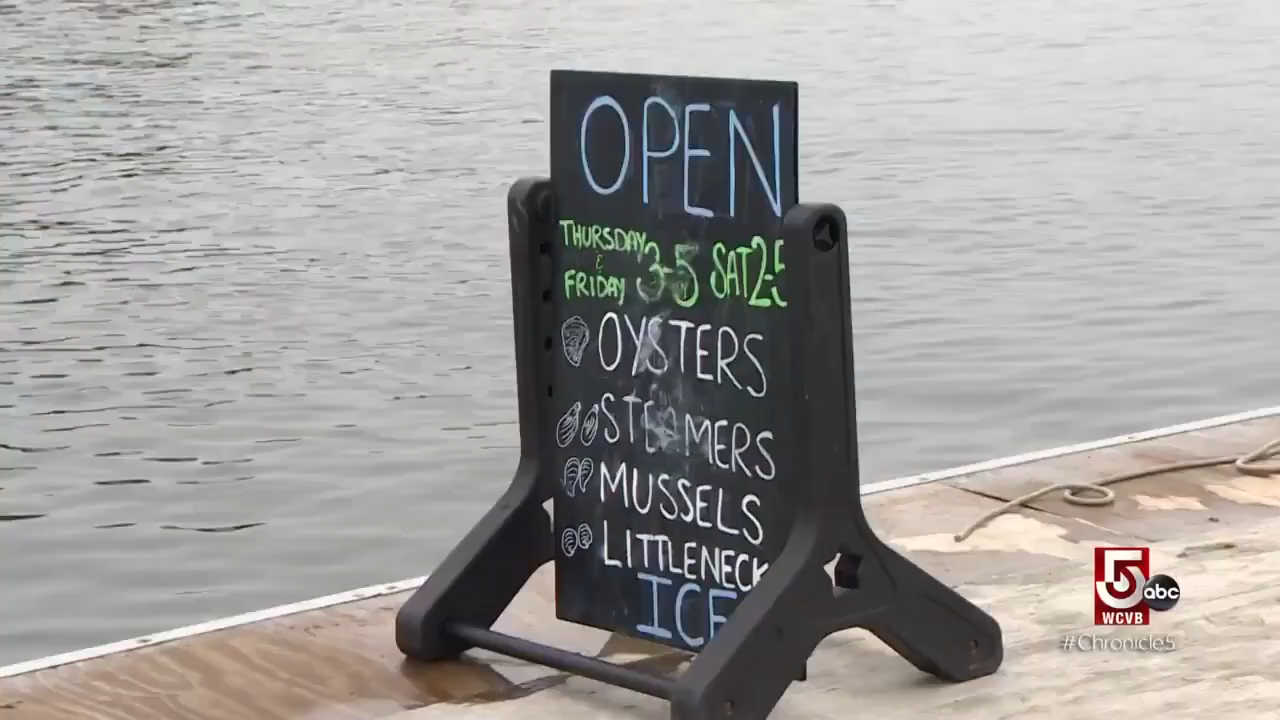 OPEN
THURSDAY
&
FRIDAY
3-5 SAT 2-5
OYSTERS
STEAMERS
MUSSELS
LITTLENECK
ICE
5 abc
WCVB
#Chronicle5